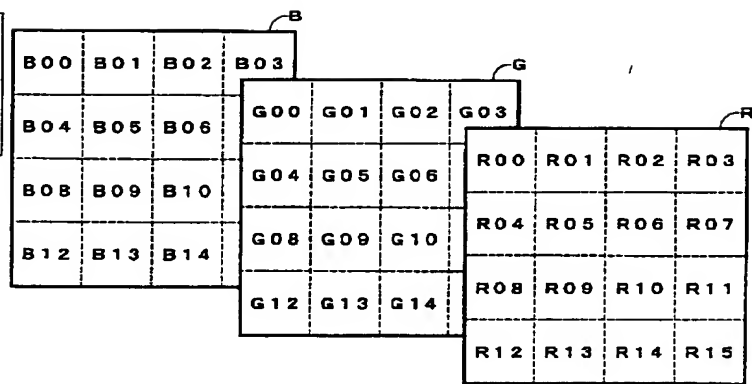 B
B00 B01 B02 B03
B04 B05 B06
B08 B09 B10
B12 B13 B14
G
G00 G01 G02 G03
G04 G05 G06
G08 G09 G10
G12 G13 G14
R
R00 R01 R02 R03
R04 R05 R06 R07
R08 R09 R10 R11
R12 R13 R14 R15